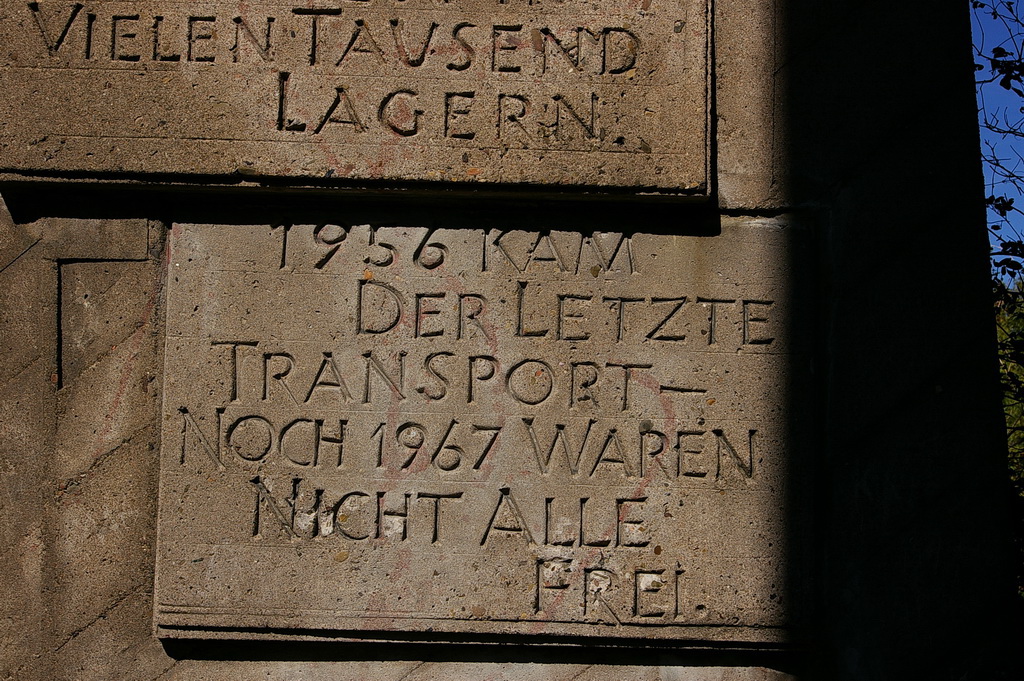 VIELEN TAUSEND
LAGERN.
1956 KAM
DER LETZTE
TRANSPORT –
NOCH 1967 WAREN
NICHT ALLE
FREI.